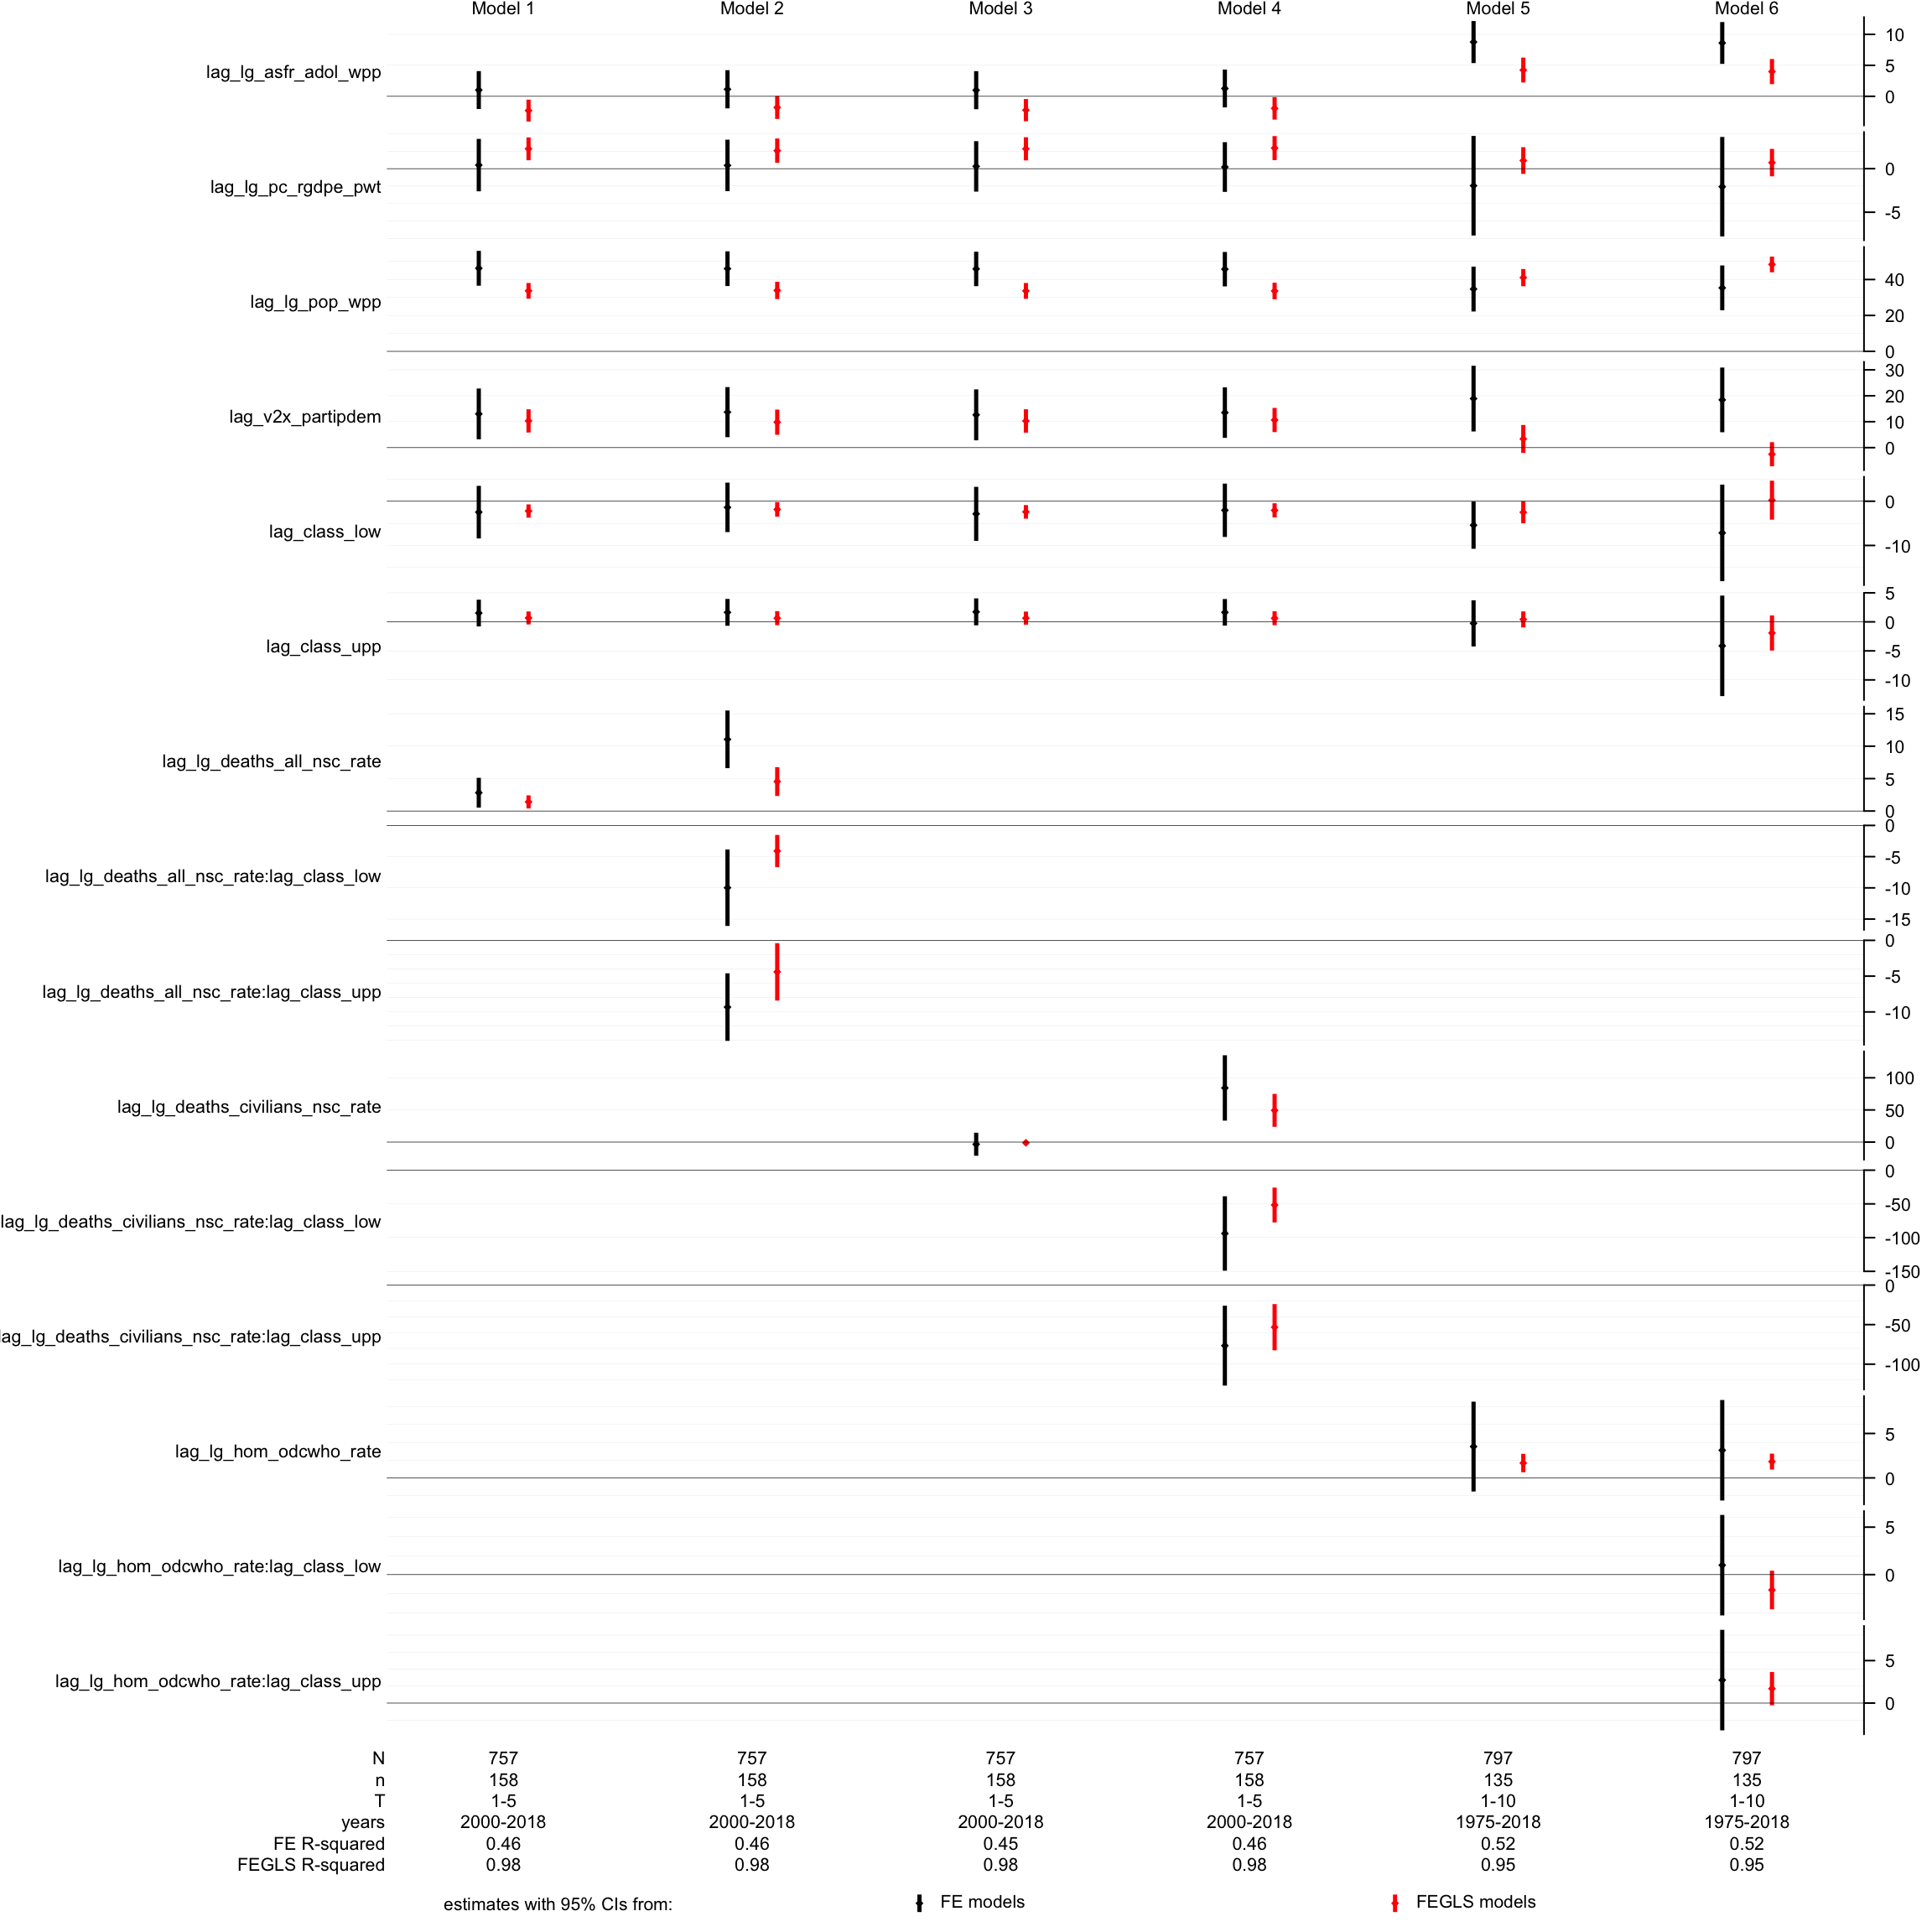 Model 1 Model 2 Model 3 Model 4 Model 5 Model 6
lag_lg_asfr_adol_wpp
10
5
0
lag_lg_pc_rgdpe_pwt
0
-5
lag_lg_pop_wpp
40
20
0
lag_v2x_partipdem
30
20
10
0
lag_class_low
0
-10
lag_class_upp
5
0
-5
-10
lag_lg_deaths_all_nsc_rate
15
10
5
0
lag_lg_deaths_all_nsc_rate:lag_class_low
0
-5
-10
-15
lag_lg_deaths_all_nsc_rate:lag_class_upp
0
-5
-10
lag_lg_deaths_civilians_nsc_rate
100
50
0
lag_lg_deaths_civilians_nsc_rate:lag_class_low
0
-50
-100
-150
lag_lg_deaths_civilians_nsc_rate:lag_class_upp
0
-50
-100
lag_lg_hom_odcwho_rate
5
0
lag_lg_hom_odcwho_rate:lag_class_low
5
0
lag_lg_hom_odcwho_rate:lag_class_upp
5
0
N 757 757 757 757 797 797
n 158 158 158 158 135 135
T 1-5 1-5 1-5 1-5 1-10 1-10
years 2000-2018 2000-2018 2000-2018 2000-2018 1975-2018 1975-2018
FE R-squared 0.46 0.46 0.45 0.46 0.52 0.52
FEGLS R-squared 0.98 0.98 0.98 0.98 0.95 0.95
estimates with 95% CIs from: FE models FEGLS models